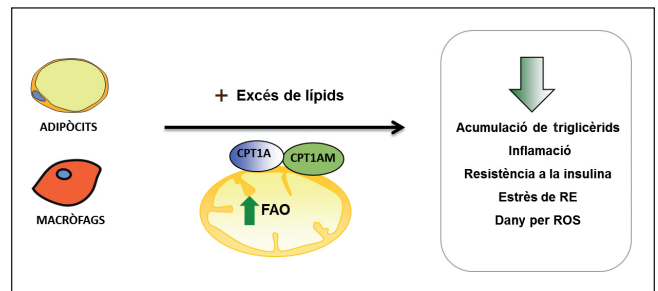 ADIPÒCITS
MACRÒFAGS
+ Excés de lípids
CPT1A
CPT1AM
FAO
Acumulació de triglicèrids
Inflamació
Resistència a la insulina
Estrès de RE
Dany per ROS